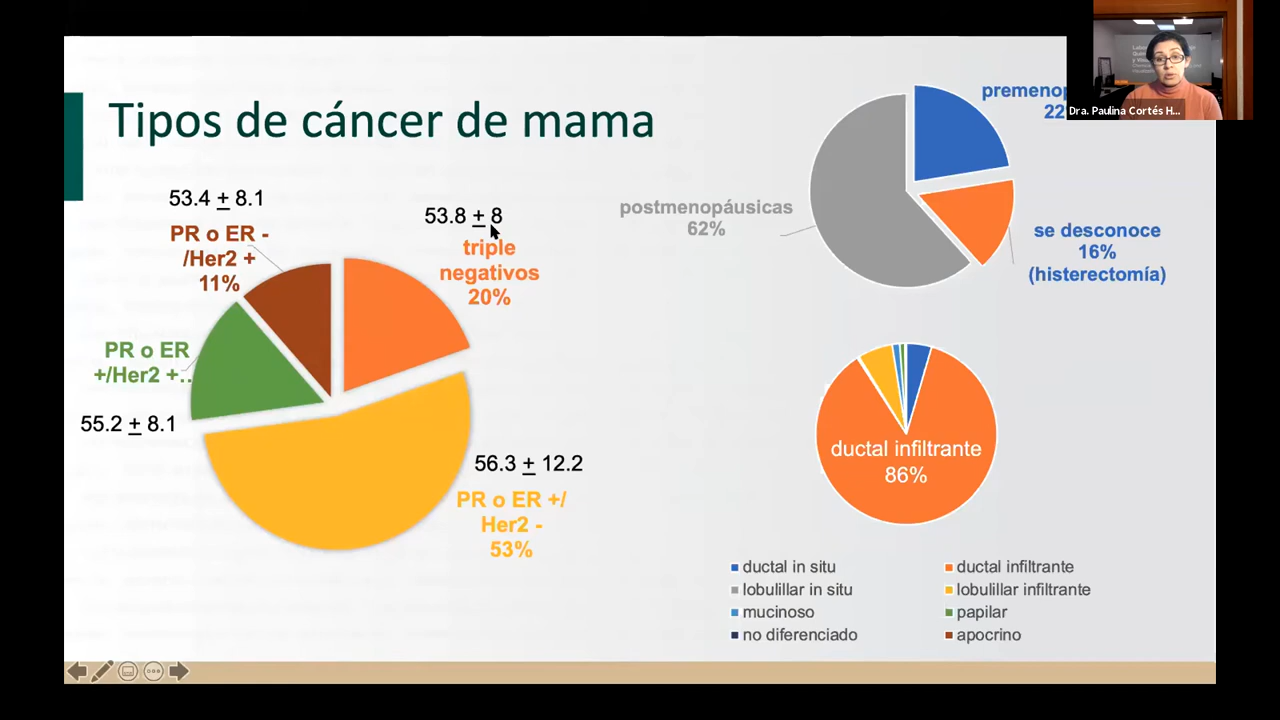 Tipos de cáncer de mama
53.4 + 8.1
PR o ER -
/Her2 +
11%
53.8 + 8
triple
negativos
20%
PR o ER
+/Her2 +..
55.2 + 8.1
56.3 + 12.2
PR o ER +/
Her2 -
53%
premenop
22
Dra. Paulina Cortés H...
postmenopáusicas
62%
se desconoce
16%
(histerectomía)
ductal infiltrante
86%
ductal in situ
ductal infiltrante
lobulillar in situ
lobulillar infiltrante
mucinoso
papilar
no diferenciado
apocrino